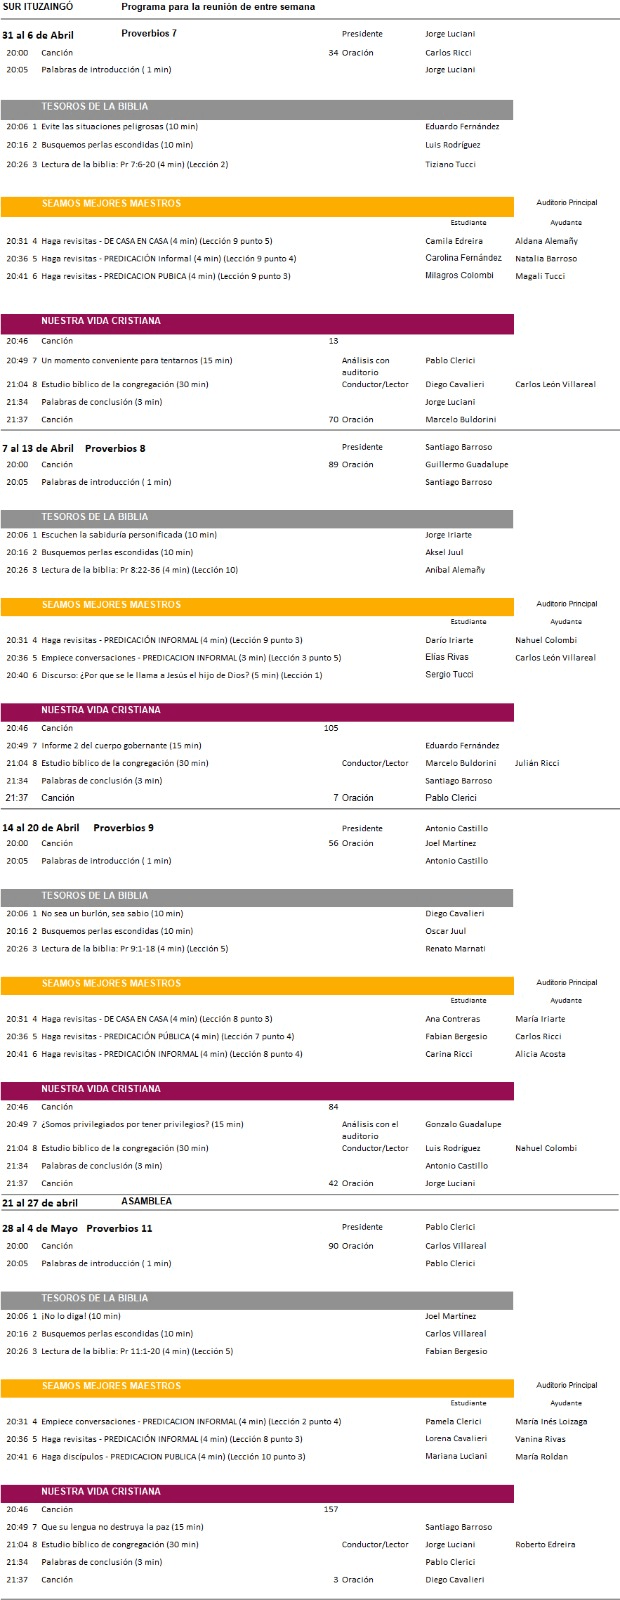 SUR ITUZAINGÓ Programa para la reunión de entre semana
31 al 6 de Abril Proverbios 7 Presidente Jorge Luciani
20:00 Canción 34 Oración Carlos Ricci
20:05 Palabras de introducción ( 1 min) Jorge Luciani
TESOROS DE LA BIBLIA
20:06 1 Evite las situaciones peligrosas (10 min) Eduardo Fernández
20:16 2 Busquemos perlas escondidas (10 min) Luis Rodríguez
20:26 3 Lectura de la biblia: Pr 7:6-20 (4 min) (Lección 2) Tiziano Tucci
SEAMOS MEJORES MAESTROS Auditorio Principal
Estudiante Ayudante
20:31 4 Haga revisitas - DE CASA EN CASA (4 min) (Lección 9 punto 5) Camila Edreira Aldana Alemañy
20:36 5 Haga revisitas - PREDICACIÓN Informal (4 min) (Lección 9 punto 4) Carolina Fernández Natalia Barroso
20:41 6 Haga revisitas - PREDICACION PUBICA (4 min) (Lección 9 punto 3) Milagros Colombi Magali Tucci
NUESTRA VIDA CRISTIANA
20:46 Canción 13
20:49 7 Un momento conveniente para tentarnos (15 min) Análisis con auditorio Pablo Clerici
21:04 8 Estudio bíblico de la congregación (30 min) Conductor/Lector Diego Cavalieri Carlos León Villareal
21:34 Palabras de conclusión (3 min) Jorge Luciani
21:37 Canción 70 Oración Marcelo Buldorini
7 al 13 de Abril Proverbios 8 Presidente Santiago Barroso
20:00 Canción 89 Oración Guillermo Guadalupe
20:05 Palabras de introducción ( 1 min) Santiago Barroso
TESOROS DE LA BIBLIA
20:06 1 Escuchen la sabiduría personificada (10 min) Jorge Iriarte
20:16 2 Busquemos perlas escondidas (10 min) Aksel Juul
20:26 3 Lectura de la biblia: Pr 8:22-36 (4 min) (Lección 10) Aníbal Alemañy
SEAMOS MEJORES MAESTROS Auditorio Principal
Estudiante Ayudante
20:31 4 Haga revisitas - PREDICACIÓN INFORMAL (4 min) (Lección 9 punto 3) Darío Iriarte Nahuel Colombi
20:36 5 Empiece conversaciones - PREDICACION INFORMAL (3 min) (Lección 3 punto 5) Elías Rivas Carlos León Villareal
20:40 6 Discurso: ¿Por que se le llama a Jesús el hijo de Dios? (5 min) (Lección 1) Sergio Tucci
NUESTRA VIDA CRISTIANA
20:46 Canción 105
20:49 7 Informe 2 del cuerpo gobernante (15 min) Eduardo Fernández
21:04 8 Estudio bíblico de la congregación (30 min) Conductor/Lector Marcelo Buldorini Julián Ricci
21:34 Palabras de conclusión (3 min) Santiago Barroso
21:37 Canción 7 Oración Pablo Clerici
14 al 20 de Abril Proverbios 9 Presidente Antonio Castillo
20:00 Canción 56 Oración Joel Martínez
20:05 Palabras de introducción ( 1 min) Antonio Castillo
TESOROS DE LA BIBLIA
20:06 1 No sea un burlón, sea sabio (10 min) Diego Cavalieri
20:16 2 Busquemos perlas escondidas (10 min) Oscar Juul
20:26 3 Lectura de la biblia: Pr 9:1-18 (4 min) (Lección 5) Renato Marnati
SEAMOS MEJORES MAESTROS Auditorio Principal
Estudiante Ayudante
20:31 4 Haga revisitas - DE CASA EN CASA (4 min) (Lección 8 punto 3) Ana Contreras María Iriarte
20:36 5 Haga revisitas - PREDICACIÓN PÚBLICA (4 min) (Lección 7 punto 4) Fabian Bergesio Carlos Ricci
20:41 6 Haga revisitas - PREDICACIÓN INFORMAL (4 min) (Lección 8 punto 4) Carina Ricci Alicia Acosta
NUESTRA VIDA CRISTIANA
20:46 Canción 84
20:49 7 ¿Somos privilegiados por tener privilegios? (15 min) Análisis con el auditorio Gonzalo Guadalupe
21:04 8 Estudio bíblico de la congregación (30 min) Conductor/Lector Luis Rodríguez Nahuel Colombi
21:34 Palabras de conclusión (3 min) Antonio Castillo
21:37 Canción 42 Oración Jorge Luciani
21 al 27 de abril ASAMBLEA
28 al 4 de Mayo Proverbios 11 Presidente Pablo Clerici
20:00 Canción 90 Oración Carlos Villareal
20:05 Palabras de introducción ( 1 min) Pablo Clerici
TESOROS DE LA BIBLIA
20:06 1 ¡No lo diga! (10 min) Joel Martínez
20:16 2 Busquemos perlas escondidas (10 min) Carlos Villareal
20:26 3 Lectura de la biblia: Pr 11:1-20 (4 min) (Lección 5) Fabian Bergesio
SEAMOS MEJORES MAESTROS Auditorio Principal
Estudiante Ayudante
20:31 4 Empiece conversaciones - PREDICACION INFORMAL (4 min) (Lección 2 punto 4) Pamela Clerici María Inés Loizaga
20:36 5 Haga revisitas - PREDICACIÓN INFORMAL (4 min) (Lección 8 punto 3) Lorena Cavalieri Vanina Rivas
20:41 6 Haga discípulos - PREDICACION PUBLICA (4 min) (Lección 10 punto 3) Mariana Luciani María Roldan
NUESTRA VIDA CRISTIANA
20:46 Canción 157
20:49 7 Que su lengua no destruya la paz (15 min) Santiago Barroso
21:04 8 Estudio bíblico de congregación (30 min) Conductor/Lector Jorge Luciani Roberto Edreira
21:34 Palabras de conclusión (3 min) Pablo Clerici
21:37 Canción 3 Oración Diego Cavalieri